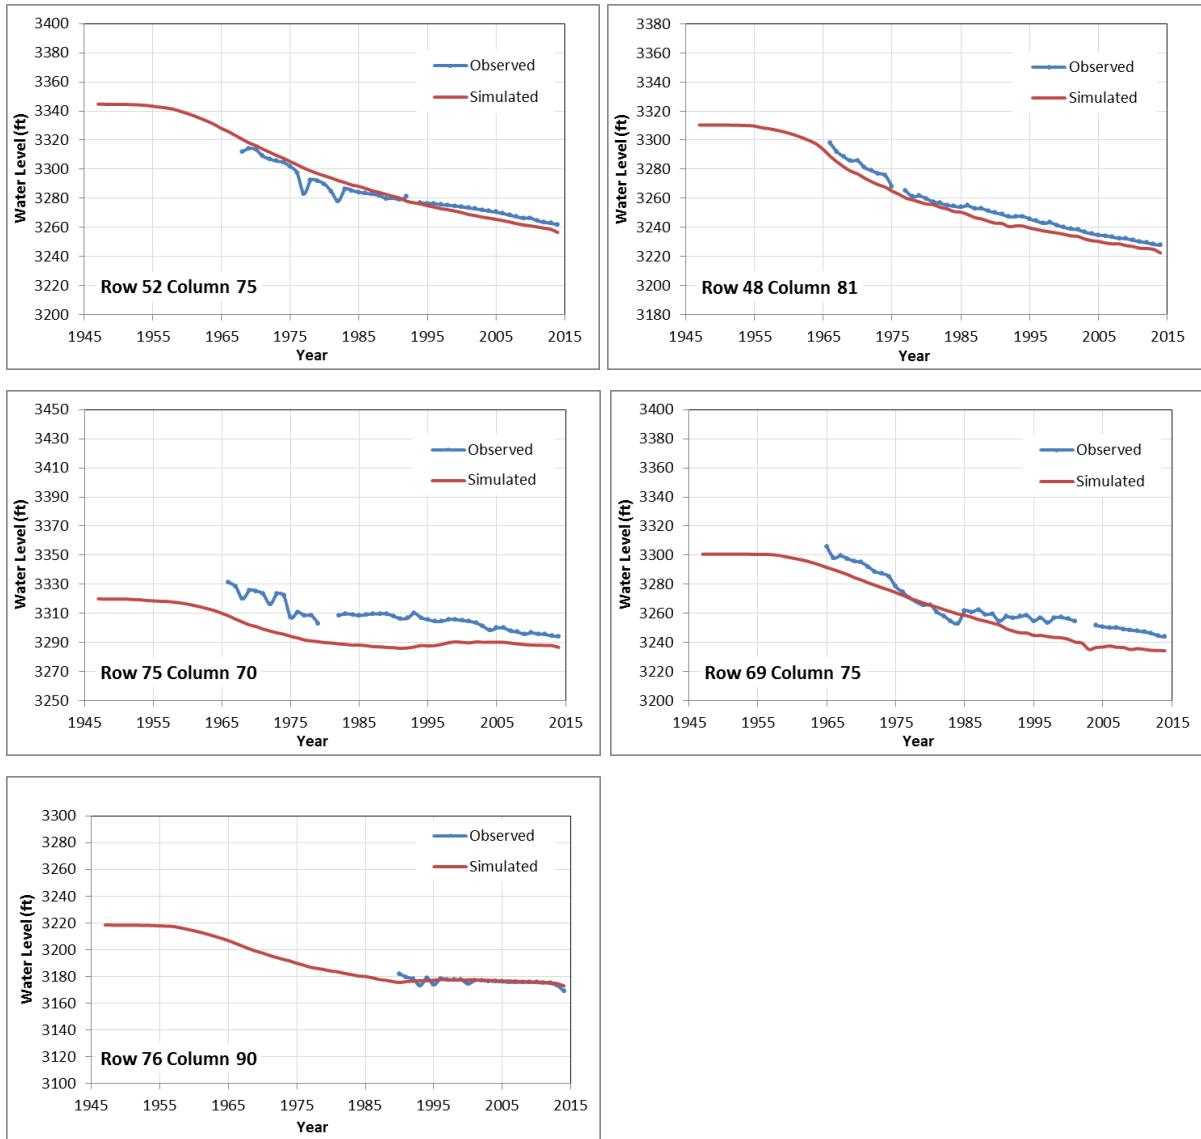 3400
3380
3360
3340
3320
3300
3280
3260
3240
3220
3200
Water Level (ft)
Observed
Simulated
Row 52 Column 75
1945 1955 1965 1975 1985 1995 2005 2015
Year
3380
3360
3340
3320
3300
3280
3260
3240
3220
3200
3180
Water Level (ft)
Observed
Simulated
Row 48 Column 81
1945 1955 1965 1975 1985 1995 2005 2015
Year
3450
3430
3410
3390
3370
3350
3330
3310
3290
3270
3250
Water Level (ft)
Observed
Simulated
Row 75 Column 70
1945 1955 1965 1975 1985 1995 2005 2015
Year
3400
3380
3360
3340
3320
3300
3280
3260
3240
3220
3200
Water Level (ft)
Observed
Simulated
Row 69 Column 75
1945 1955 1965 1975 1985 1995 2005 2015
Year
3300
3280
3260
3240
3220
3200
3180
3160
3140
3120
3100
Water Level (ft)
Observed
Simulated
Row 76 Column 90
1945 1955 1965 1975 1985 1995 2005 2015
Year